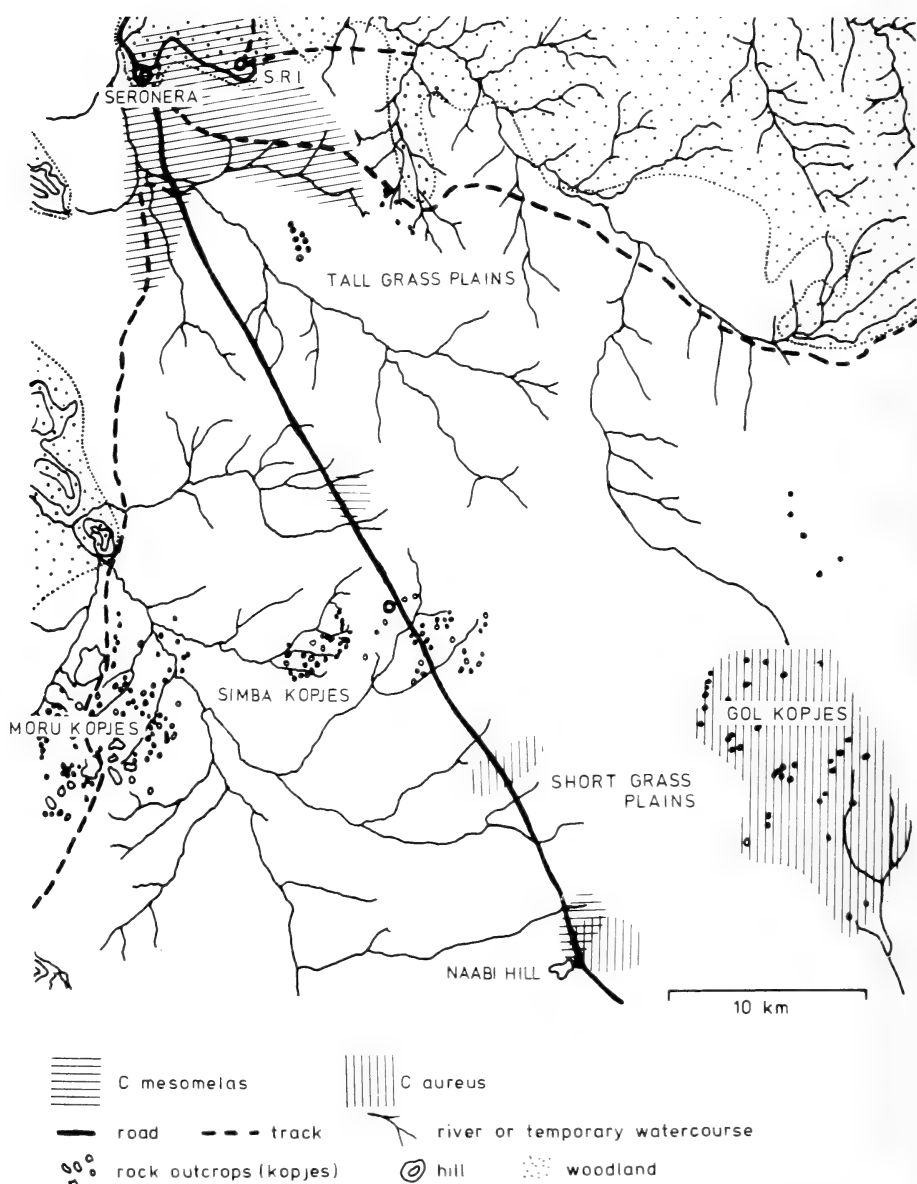 S.R I
SERONERA
TALL GRASS PLAINS
SIMBA KOPJES
MORU KOPJES
GOL KOPJES
SHORT GRASS
PLAINS
NAABI HILL
10 km
C mesomelas
C aureus
road
track
river or temporary watercourse
rock outcrops (kopjes)
hill
woodland